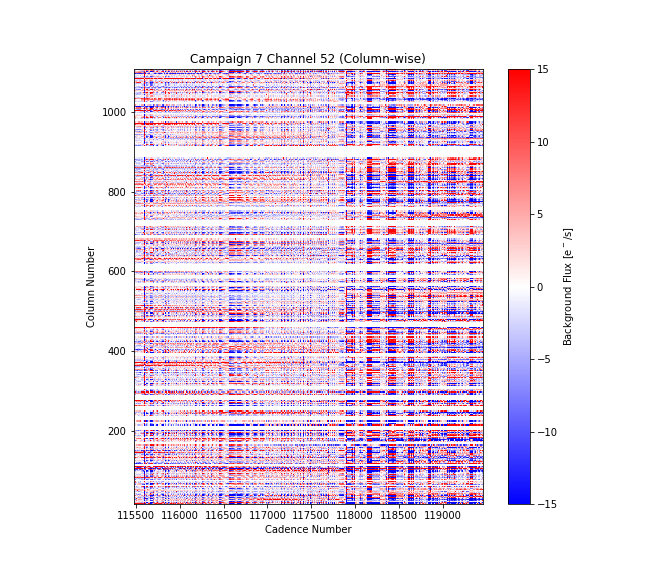 Campaign 7 Channel 52 (Column-wise)
1000
800
600
400
200
Column Number
115500 116000 116500 117000 117500 118000 118500 119000
Cadence Number
15
10
5
0
−5
−10
−15
Background Flux [e⁻/s]